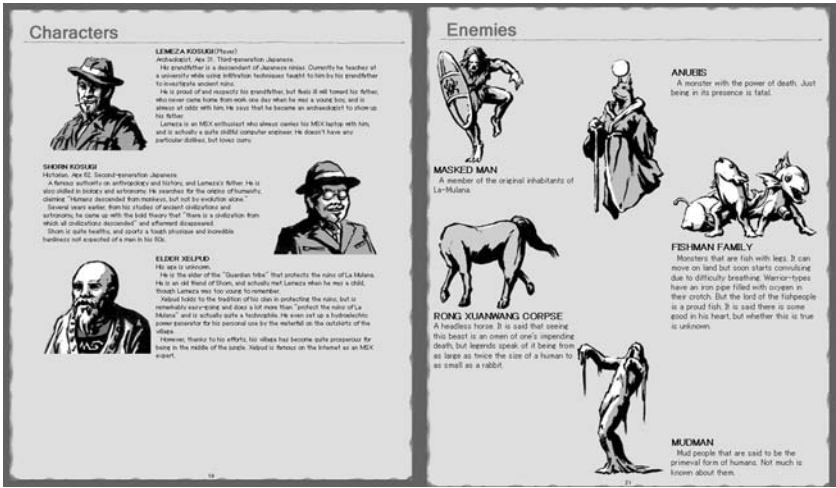 Characters
LEMEZA KOSUGI(Player)
Archaeologist. Age 31. Third-generation Japanese.
His grandfather is a descendant of Japanese ninjas. Currently he teaches at
a university while using infiltration techniques taught to him by his grandfather
to investigate ancient ruins.
He is proud of and respects his grandfather, but feels ill will toward his father,
who never came home from work one day when he was a young boy, and is
always at odds with him. He says that he became an archaeologist to show up
his father.
Lemeza is an MSX enthusiast who always carries his MSX laptop with him,
and is actually a quite skillful computer engineer. He doesn't have any
particular dislikes, but loves curry.
SHORN KOSUGI
Historian. Age 62. Second-generation Japanese.
A famous authority on anthropology and history, and Lemeza's father. He is
also skilled in biology and astronomy. He searches for the origins of humanity,
claiming "Humans descended from monkeys, but not by evolution alone."
Several years earlier, from his studies of ancient civilizations and
astronomy, he came up with the bold theory that "there is a civilization from
which all civilizations descended" and afterward disappeared.
Shorn is quite healthy, and sports a tough physique and incredible
hardiness not expected of a man in his 60s.
ELDER XELPUD
His age is unknown.
He is the elder of the "Guardian tribe" that protects the ruins of La Mulana.
He is an old friend of Shorn, and actually met Lemeza when he was a child,
though Lemeza was too young to remember.
Xelpud holds to the tradition of his clan in protecting the ruins, but is
remarkably easy-going and does a lot more than "protect the ruins of La
Mulana" and is actually quite a technophile. He even set up a hydroelectric
power generator for his personal use by the waterfall on the outskirts of the
village.
However, thanks to his efforts, his village has become quite prosperous for
being in the middle of the jungle. Xelpud is famous on the Internet as an MSX
expert.
Enemies
MASKED MAN
A member of the original inhabitants of
La-Mulana.
RONG XUANWANG CORPSE
A headless horse. It is said that seeing
this beast is an omen of one's impending
death, but legends speak of it being from
as large as twice the size of a human to
as small as a rabbit.
ANUBIS
A monster with the power of death. Just
being in its presence is fatal.
FISHMAN FAMILY
Monsters that are fish with legs. It can
move on land but soon starts convulsing
due to difficulty breathing. Warrior-types
have an iron pipe filled with oxygen in
their crotch. But the lord of the fishpeople
is a proud fish. It is said there is some
good in his heart, but whether this is true
is unknown.
MUDMAN
Mud people that are said to be the
primeval form of humans. Not much is
known about them.
21